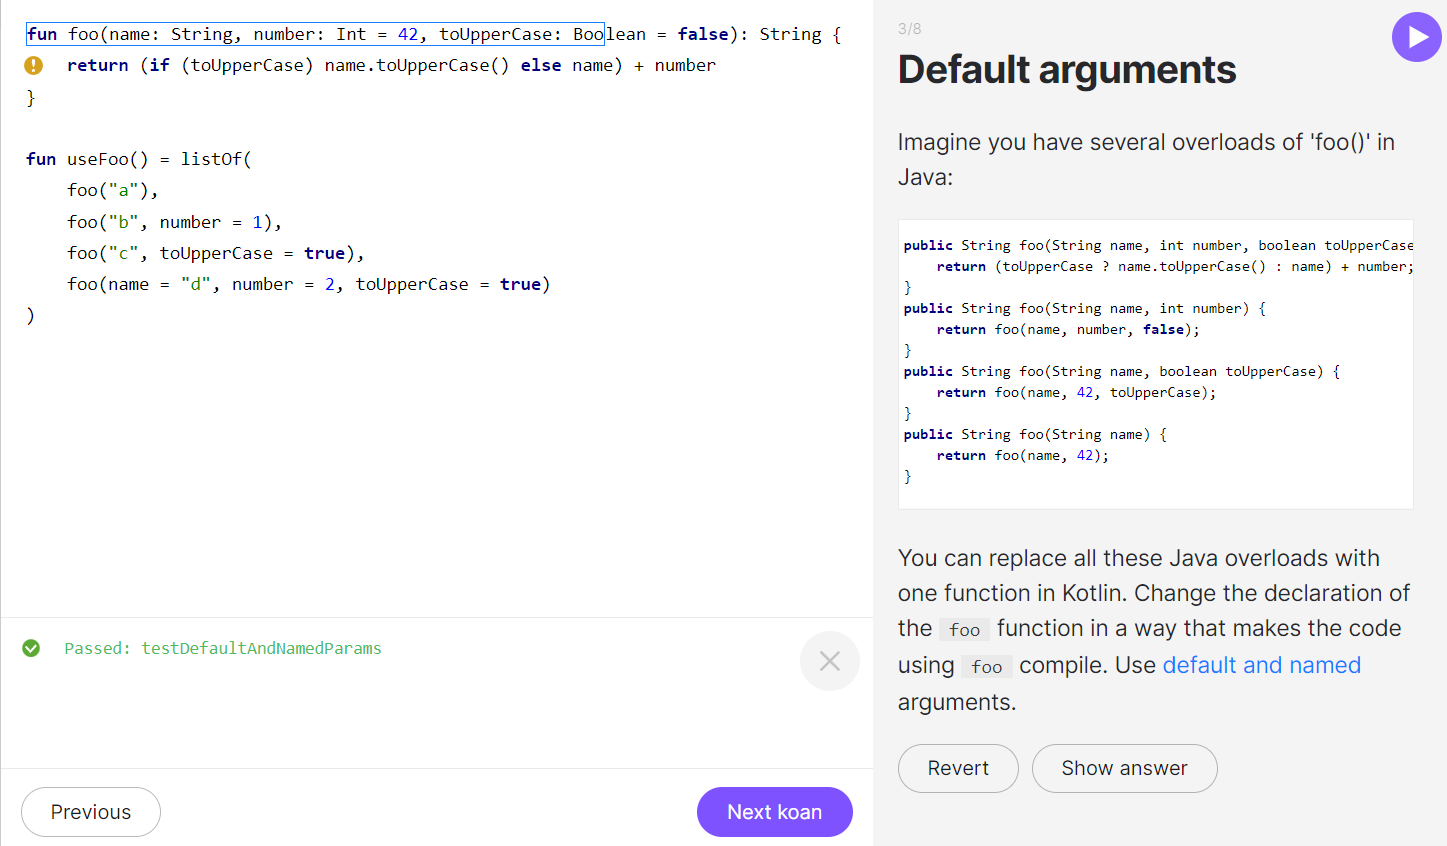 fun foo(name: String, number: Int = 42, toUpperCase: Boolean = false): String {
    return (if (toUpperCase) name.toUpperCase() else name) + number
}

fun useFoo() = listOf(
    foo("a"),
    foo("b", number = 1),
    foo("c", toUpperCase = true),
    foo(name = "d", number = 2, toUpperCase = true)
)
Passed: testDefaultAndNamedParams
Previous
Next koan
3/8
Default arguments
Imagine you have several overloads of 'foo()' in
Java:
public String foo(String name, int number, boolean toUpperCase
    return (toUpperCase ? name.toUpperCase() : name) + number;
}
public String foo(String name, int number) {
    return foo(name, number, false);
}
public String foo(String name, boolean toUpperCase) {
    return foo(name, 42, toUpperCase);
}
public String foo(String name) {
    return foo(name, 42);
}
You can replace all these Java overloads with
one function in Kotlin. Change the declaration of
the foo function in a way that makes the code
using foo compile. Use default and named
arguments.
Revert
Show answer